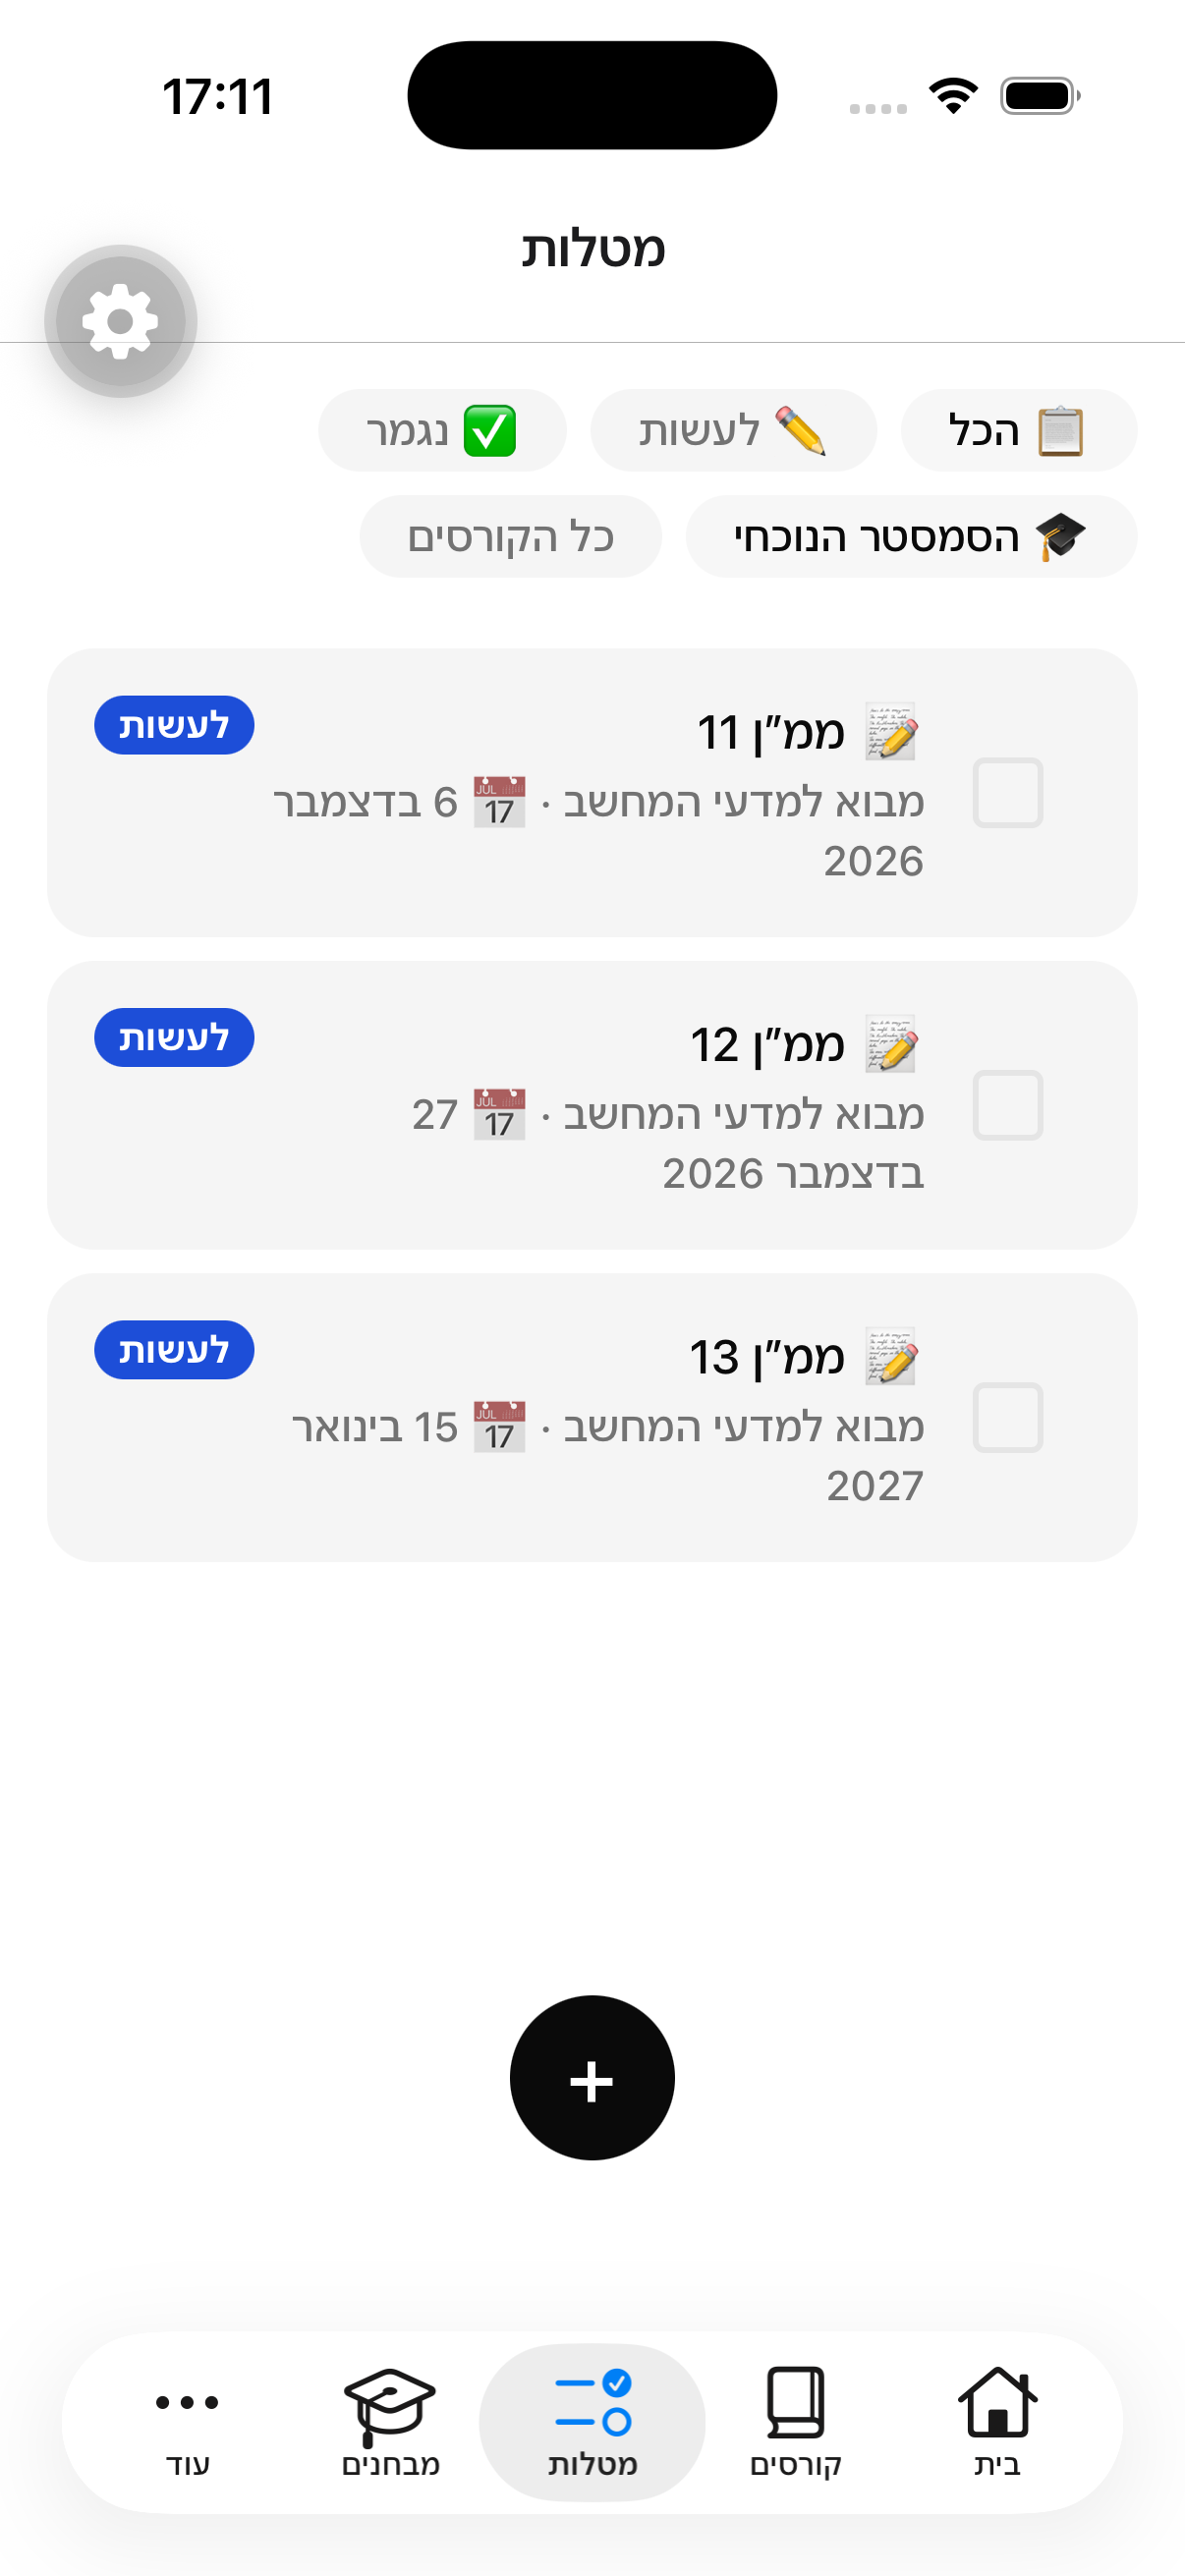 17:11
מטלות
📋 הכל
✏️ לעשות
✅ נגמר
🎓 הסמסטר הנוכחי
כל הקורסים
📝 ממ״ן 11
לעשות
מבוא למדעי המחשב · 📅 6 בדצמבר
2026
📝 ממ״ן 12
לעשות
מבוא למדעי המחשב · 📅 27
בדצמבר 2026
📝 ממ״ן 13
לעשות
מבוא למדעי המחשב · 📅 15 בינואר
2027
+
בית
קורסים
מטלות
מבחנים
עוד